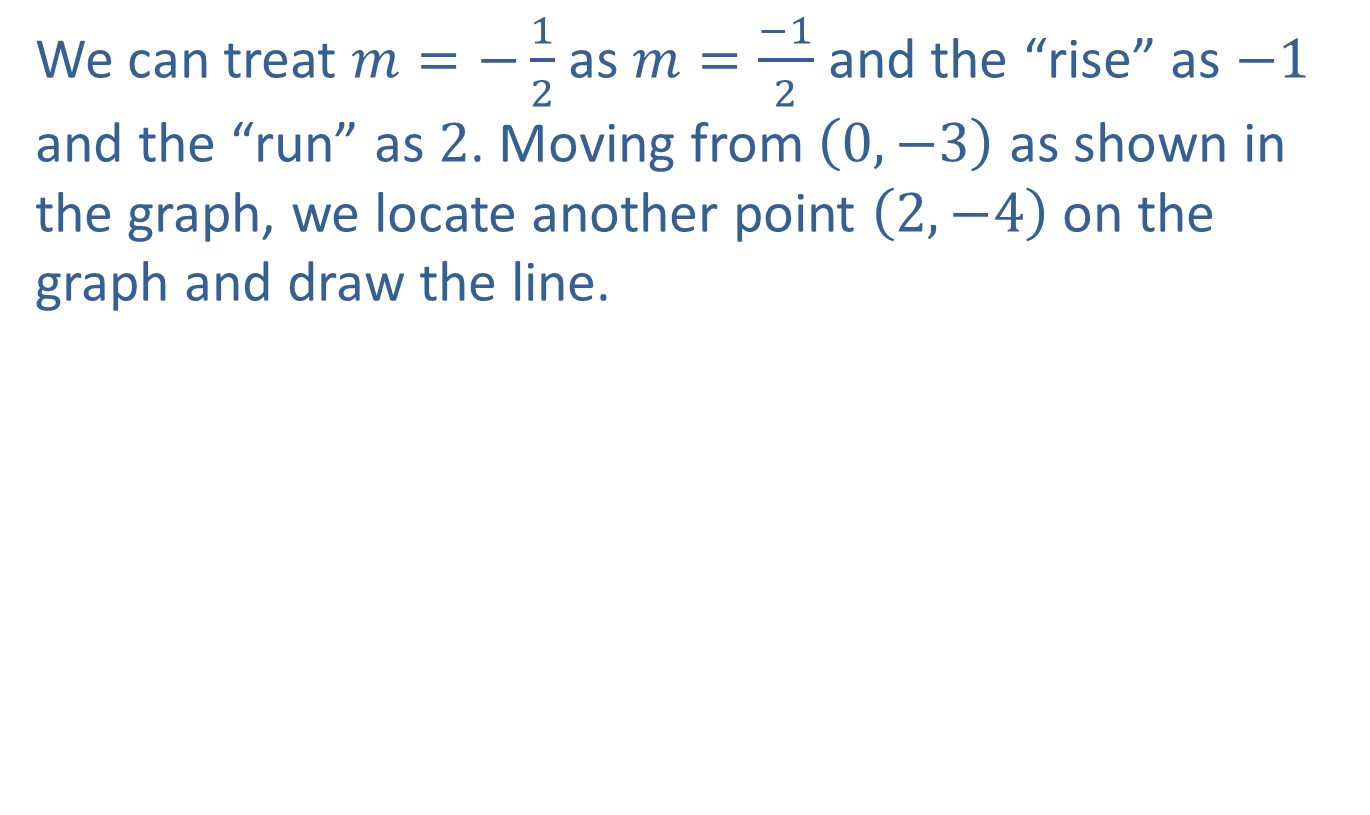 We can treat $m = -\frac{1}{2}$ as $m = \frac{-1}{2}$ and the “rise” as $-1$
and the “run” as $2$. Moving from $(0, -3)$ as shown in
the graph, we locate another point $(2, -4)$ on the
graph and draw the line.